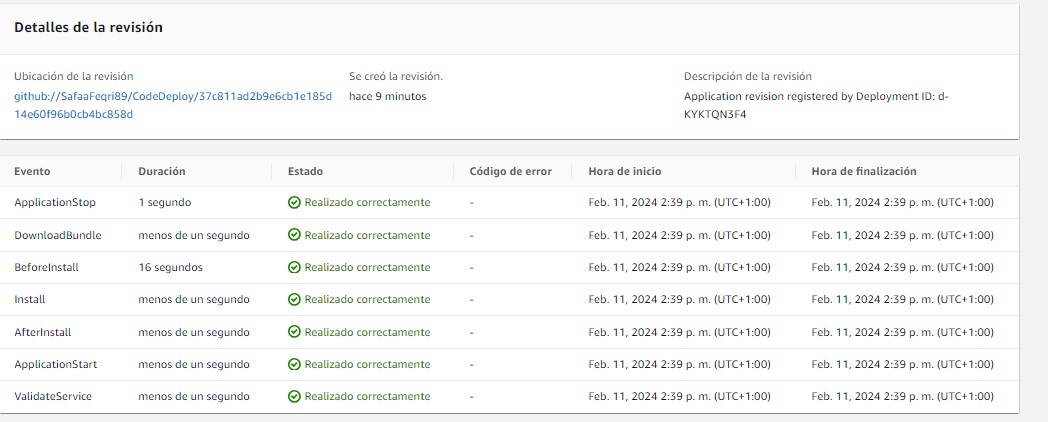 Detalles de la revisión
Ubicación de la revisión Se creó la revisión. Descripción de la revisión
github://SafaaFeqri89/CodeDeploy/37c811ad2b9e6cb1e185d hace 9 minutos Application revision registered by Deployment ID: d-
14e60f96b0cb4bc858d KYKTQN3F4
Evento Duración Estado Código de error Hora de inicio Hora de finalización
ApplicationStop 1 segundo Realizado correctamente - Feb. 11, 2024 2:39 p. m. (UTC+1:00) Feb. 11, 2024 2:39 p. m. (UTC+1:00)
DownloadBundle menos de un segundo Realizado correctamente - Feb. 11, 2024 2:39 p. m. (UTC+1:00) Feb. 11, 2024 2:39 p. m. (UTC+1:00)
BeforeInstall 16 segundos Realizado correctamente - Feb. 11, 2024 2:39 p. m. (UTC+1:00) Feb. 11, 2024 2:39 p. m. (UTC+1:00)
Install menos de un segundo Realizado correctamente - Feb. 11, 2024 2:39 p. m. (UTC+1:00) Feb. 11, 2024 2:39 p. m. (UTC+1:00)
AfterInstall menos de un segundo Realizado correctamente - Feb. 11, 2024 2:39 p. m. (UTC+1:00) Feb. 11, 2024 2:39 p. m. (UTC+1:00)
ApplicationStart menos de un segundo Realizado correctamente - Feb. 11, 2024 2:39 p. m. (UTC+1:00) Feb. 11, 2024 2:39 p. m. (UTC+1:00)
ValidateService menos de un segundo Realizado correctamente - Feb. 11, 2024 2:39 p. m. (UTC+1:00) Feb. 11, 2024 2:39 p. m. (UTC+1:00)